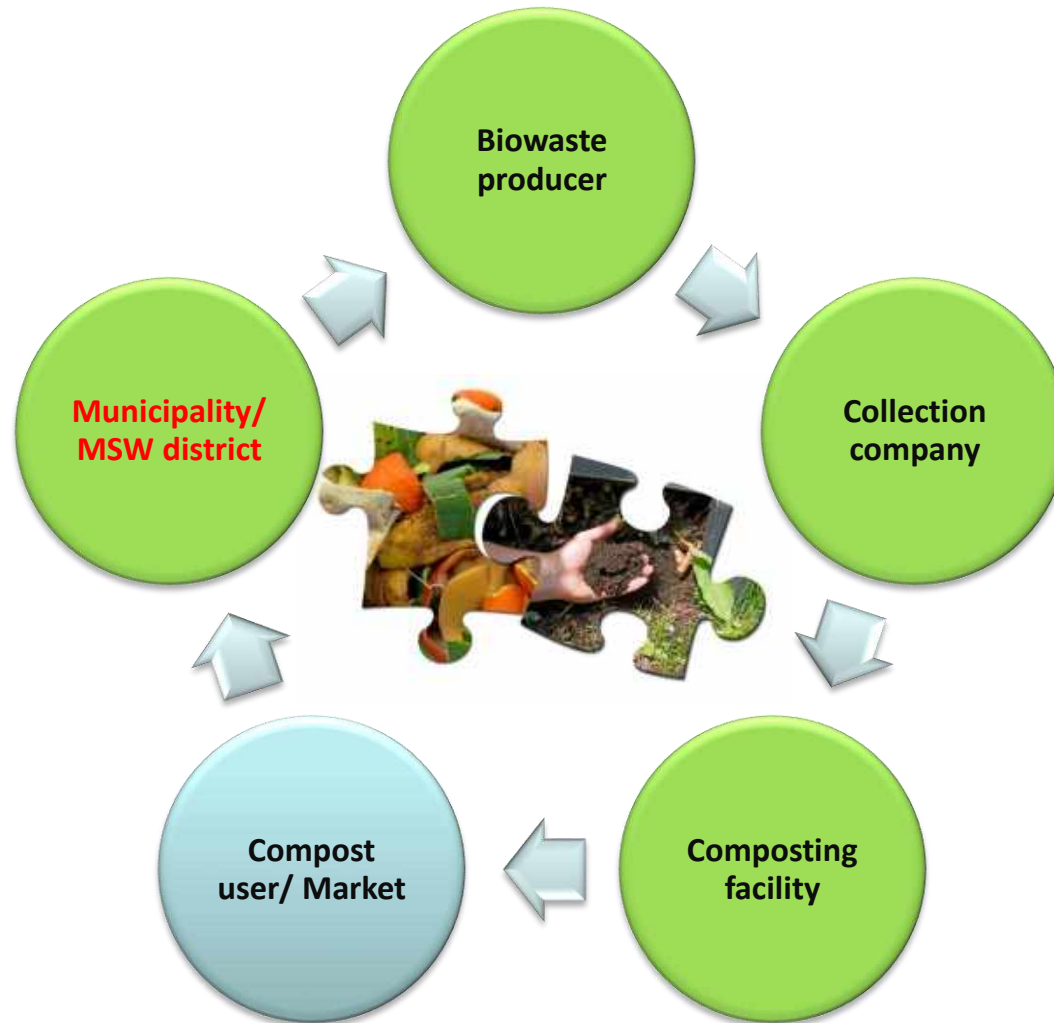 Biowaste
producer
Municipality/
MSW district
Collection
company
Compost
user/ Market
Composting
facility